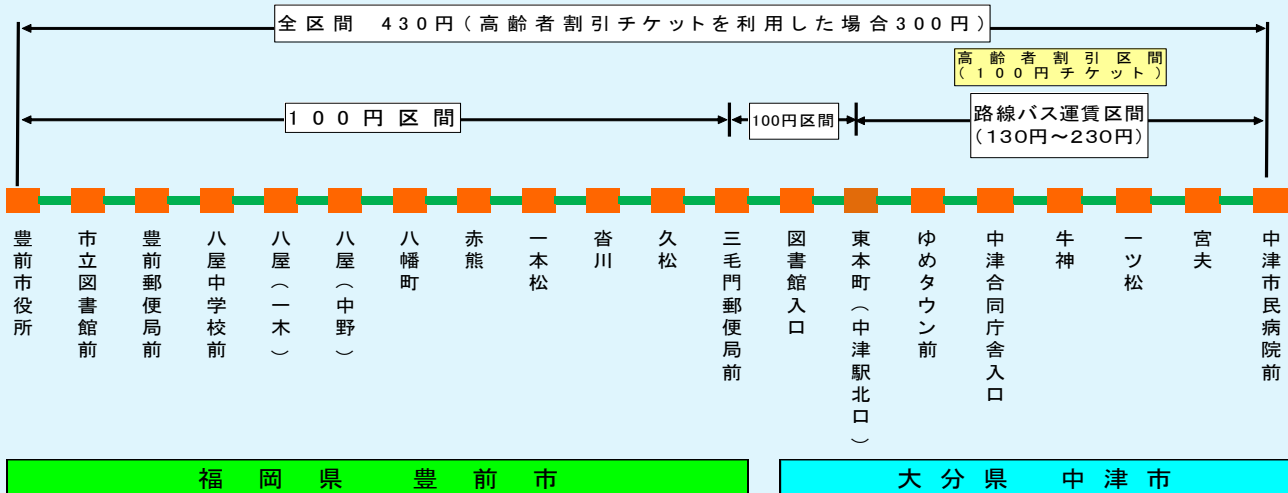 全区間 430円(高齢者割引チケットを利用した場合300円)
高齢者割引区間
(100円チケット)
100円区間
100円区間
路線バス運賃区間
(130円～230円)
豊前市役所
市立図書館前
豊前郵便局前
八屋中学校前
八屋(一木)
八屋(中野)
八幡町
赤熊
一本松
沓川
久松
三毛門郵便局前
図書館入口
東本町(中津駅北口)
ゆめタウン前
中津合同庁舎入口
牛神
一ツ松
宮夫
中津市民病院前
福岡県 豊前市
大分県 中津市